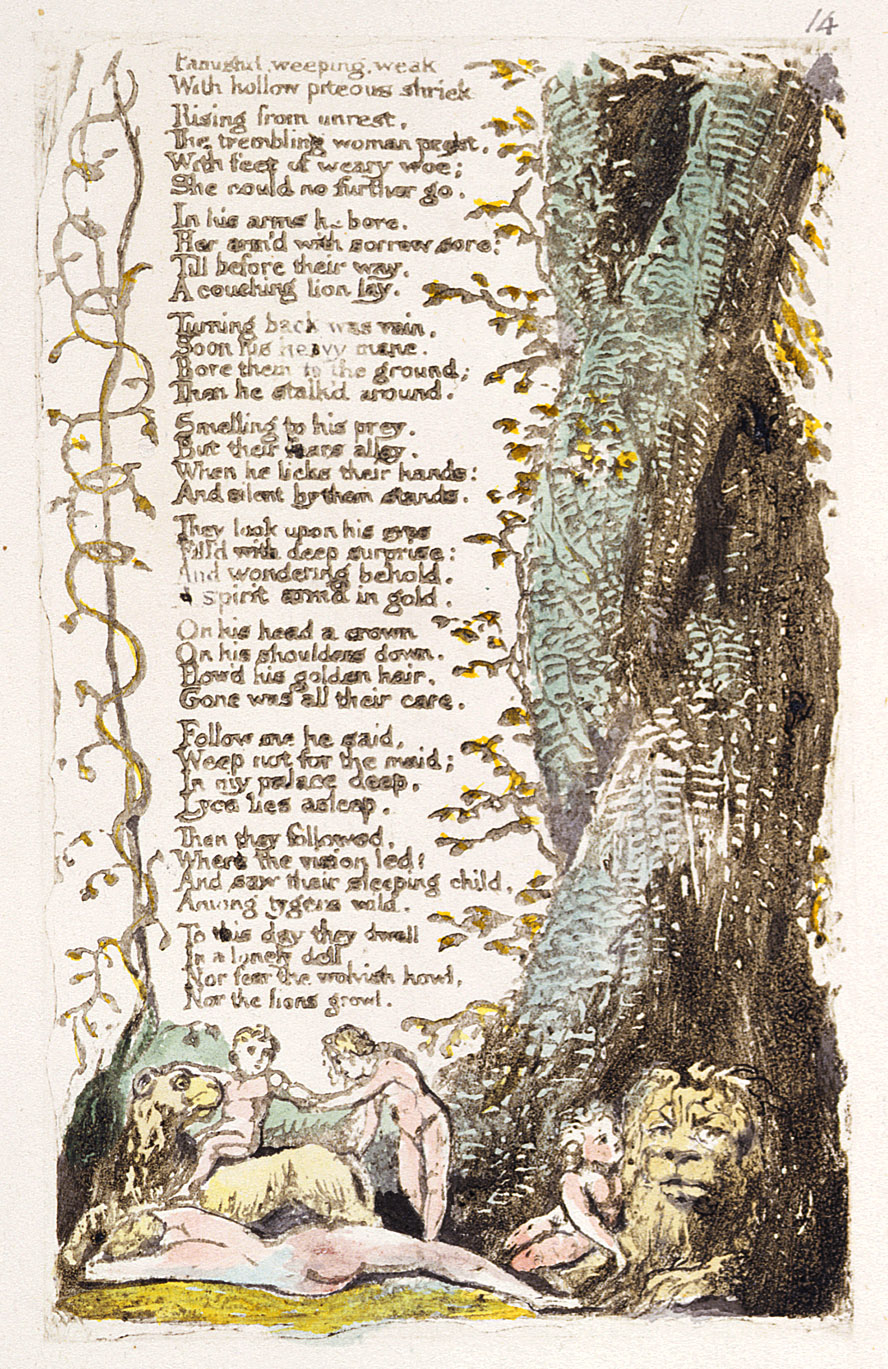 14
Famish'd, weeping, weak
With hollow piteous shriek
Rising from unrest,
The trembling woman prest,
With feet of weary woe;
She could no further go.
In his arms he bore,
Her arm'd with sorrow sore:
Till before their way,
A couching lion lay.
Turning back was vain,
Soon his heavy mane,
Bore them to the ground;
Then he stalk'd around.
Smelling to his prey.
But their fears allay,
When he licks their hands:
And silent by them stands.
They look upon his eyes
Fill'd with deep surprise:
And wondering behold,
A spirit arm'd in gold.
On his head a crown
On his shoulders down,
Flow'd his golden hair.
Gone was all their care.
Follow me he said,
Weep not for the maid;
In my palace deep,
Lyca lies asleep.
Then they followed,
Where the vision led:
And saw their sleeping child,
Among tygers wild.
To this day they dwell
In a lonely dell
Nor fear the wolvish howl,
Nor the lions growl.